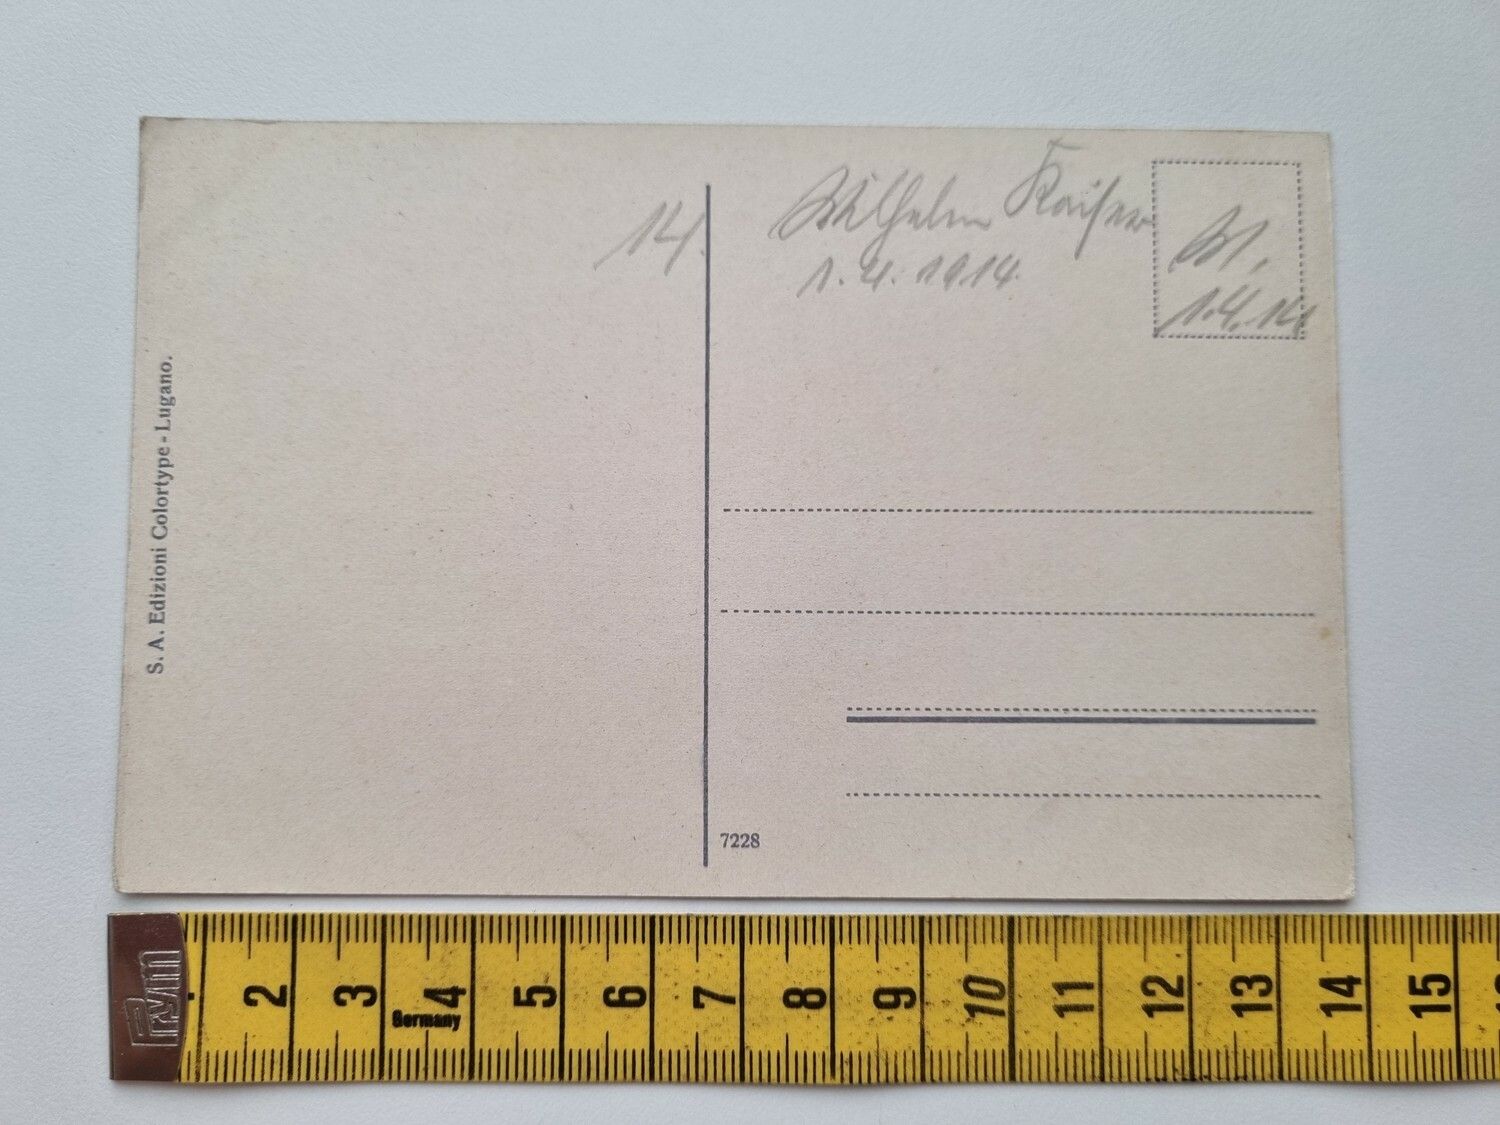 14.
Wilhelm Kaiser
1.4.1914.
W.
1.4.14
S. A. Edizioni Colortype - Lugano.
7228
prym
2 3 4 5 6 7 8 9 10 11 12 13 14 15
Germany